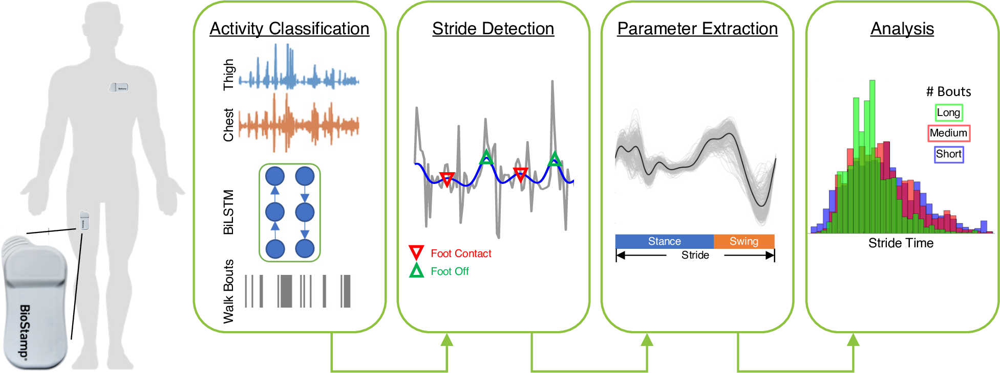 Activity Classification
Thigh
Chest
BiLSTM
Walk Bouts
Stride Detection
Foot Contact
Foot Off
Parameter Extraction
Stance
Swing
Stride
Analysis
# Bouts
Long
Medium
Short
Stride Time
BioStamp®